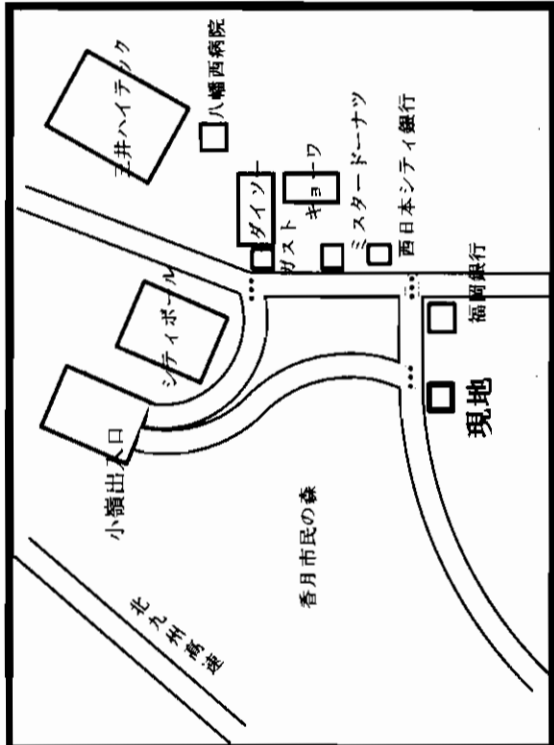 三井ハイテック
八幡西病院
ダイソー
ガスト
キョーワ
ミスタードーナツ
西日本シティ銀行
福岡銀行
シティボール
小嶺出入口
現地
香月市民の森
北九州高速